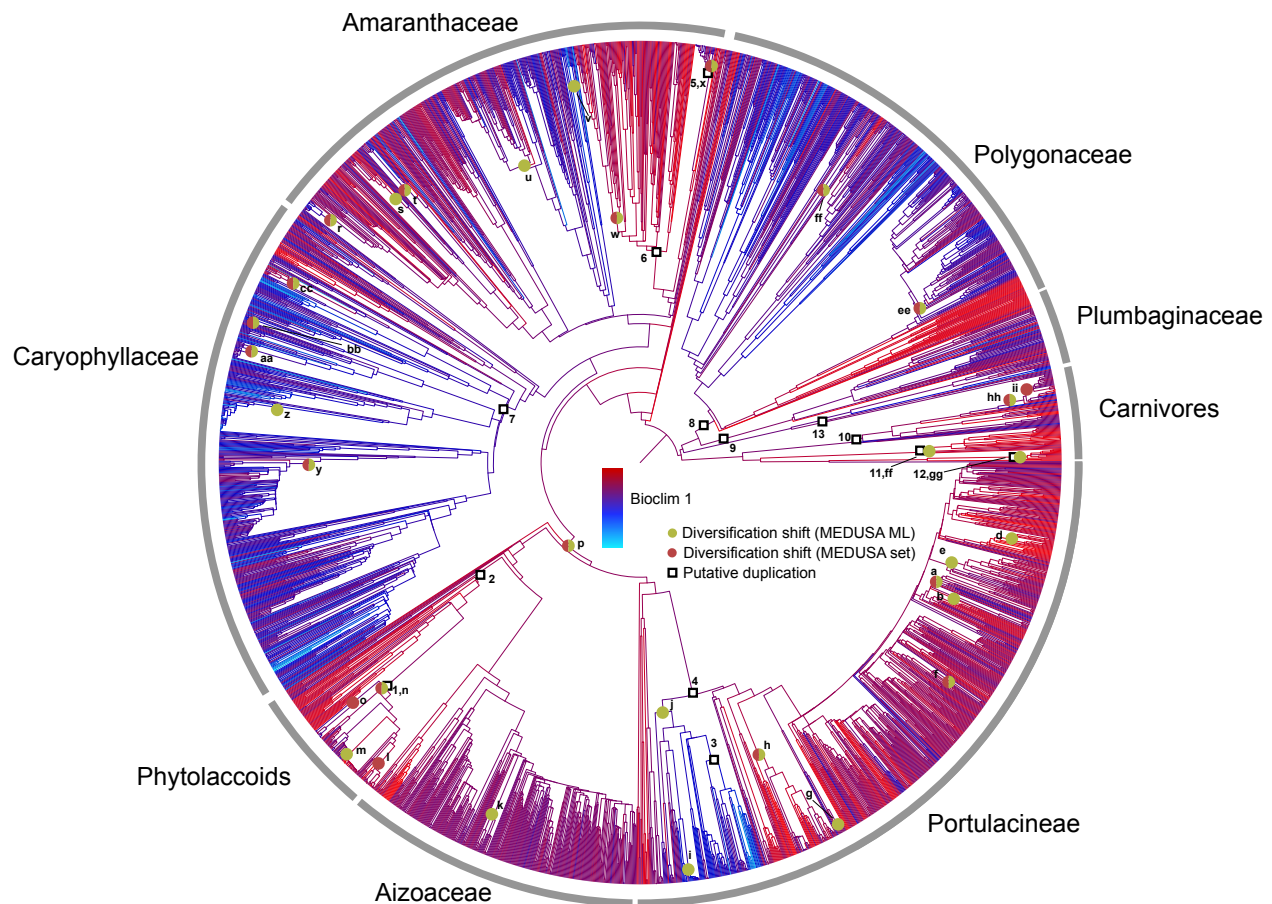 Amaranthaceae
5,x
v
Polygonaceae
u
t
s
ff
r
w
6
cc
ee
Plumbaginaceae
bb
Caryophyllaceae
aa
ii
hh
Carnivores
z
7
8
13
10
9
y
11,ff
12,gg
Bioclim 1
Diversification shift (MEDUSA ML)
Diversification shift (MEDUSA set)
Putative duplication
p
d
e
a
b
2
f
4
1,n
o
j
3
h
m
l
Phytolaccoids
k
g
Portulacineae
i
Aizoaceae